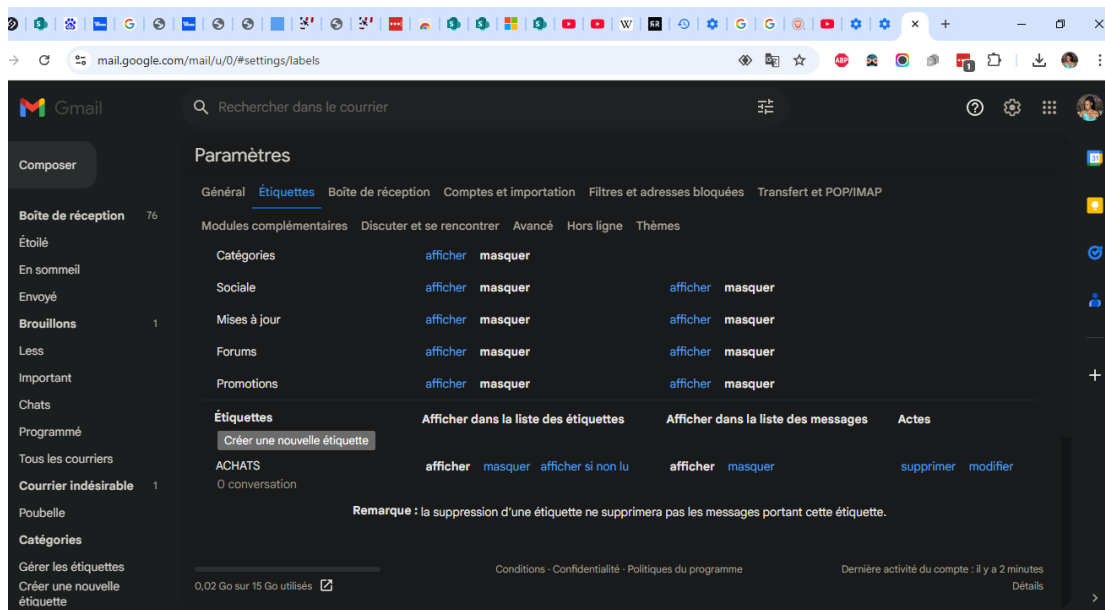 mail.google.com/mail/u/0/#settings/labels
ABP
1
Gmail
Rechercher dans le courrier
31
Composer
Boîte de réception 76
Étoilé
En sommeil
Envoyé
Brouillons 1
Less
Important
Chats
Programmé
Tous les courriers
Courrier indésirable 1
Poubelle
Catégories
Gérer les étiquettes
Créer une nouvelle
étiquette
Paramètres
Général Étiquettes Boîte de réception Comptes et importation Filtres et adresses bloquées Transfert et POP/IMAP
Modules complémentaires Discuter et se rencontrer Avancé Hors ligne Thèmes
Catégories afficher masquer
Sociale afficher masquer afficher masquer
Mises à jour afficher masquer afficher masquer
Forums afficher masquer afficher masquer
Promotions afficher masquer afficher masquer
Étiquettes Afficher dans la liste des étiquettes Afficher dans la liste des messages Actes
Créer une nouvelle étiquette
ACHATS afficher masquer afficher si non lu afficher masquer supprimer modifier
0 conversation
Remarque : la suppression d'une étiquette ne supprimera pas les messages portant cette étiquette.
0,02 Go sur 15 Go utilisés
Conditions · Confidentialité · Politiques du programme
Dernière activité du compte : il y a 2 minutes
Détails